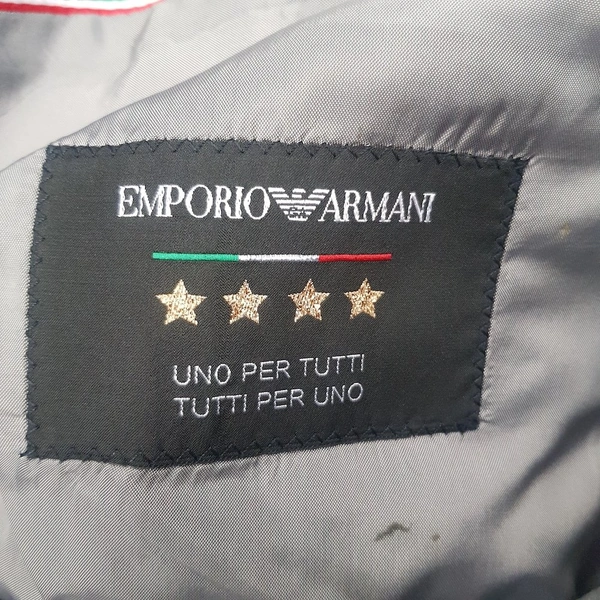 EMPORIO ARMANI
UNO PER TUTTI
TUTTI PER UNO